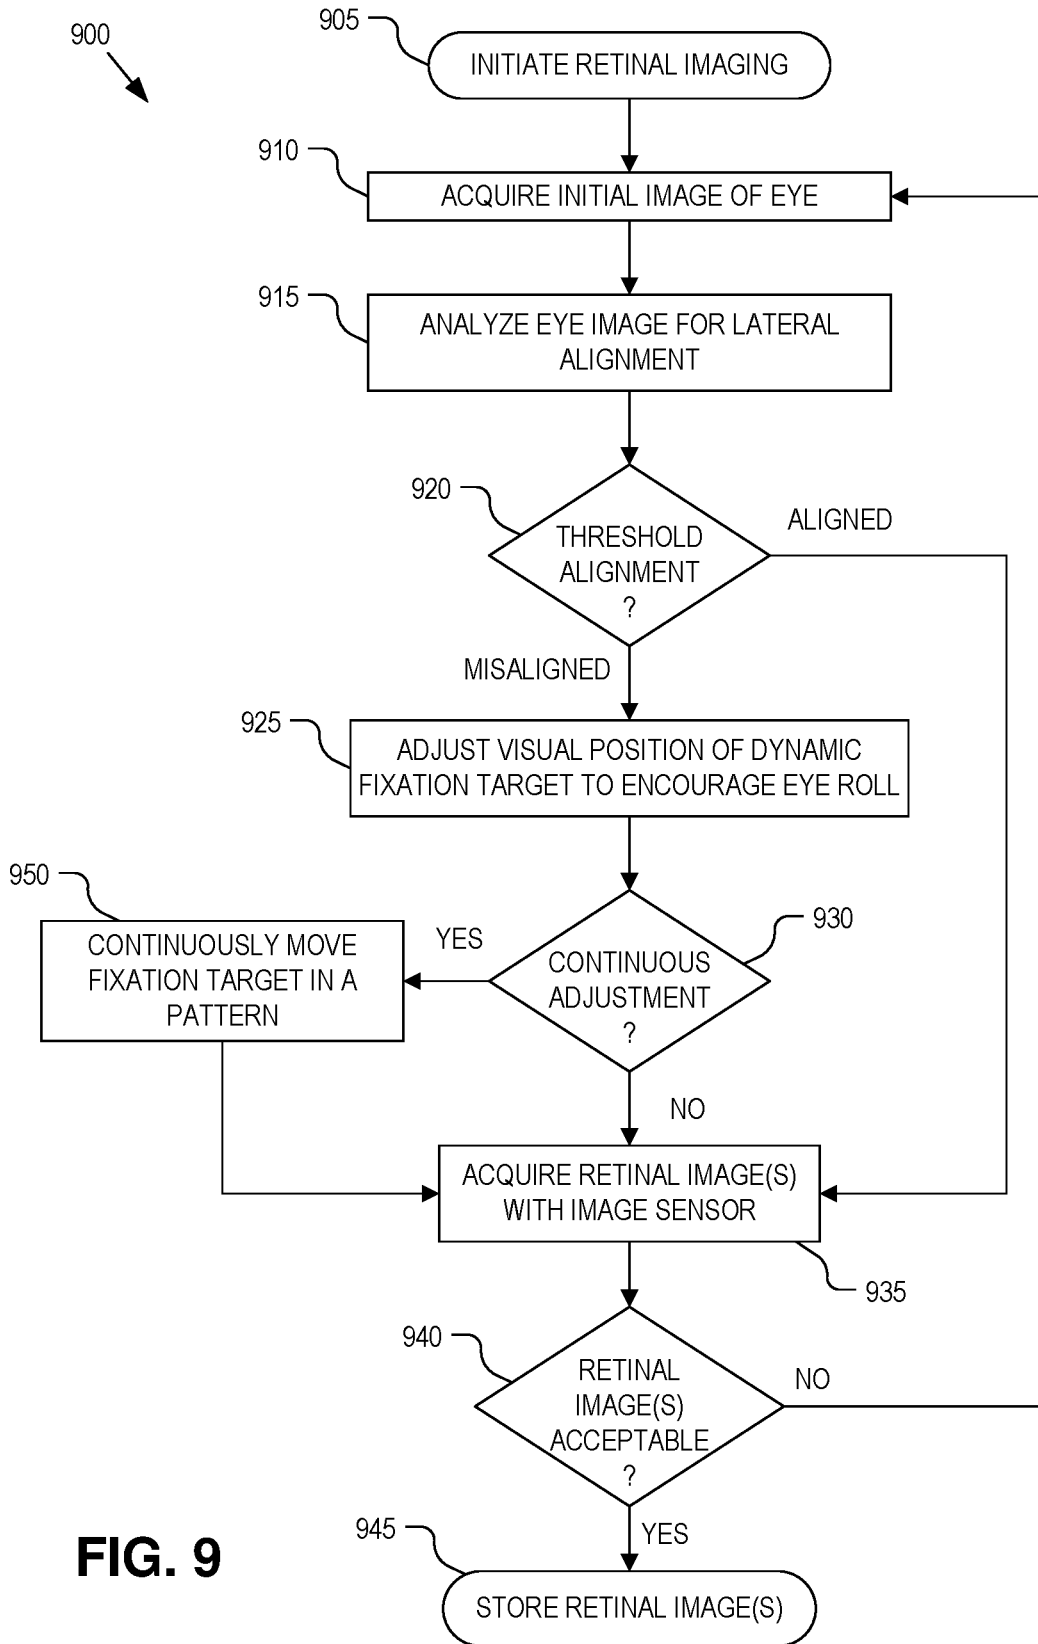 900
905
INITIATE RETINAL IMAGING
910
ACQUIRE INITIAL IMAGE OF EYE
915
ANALYZE EYE IMAGE FOR LATERAL
ALIGNMENT
920
THRESHOLD
ALIGNMENT
?
ALIGNED
MISALIGNED
925
ADJUST VISUAL POSITION OF DYNAMIC
FIXATION TARGET TO ENCOURAGE EYE ROLL
930
CONTINUOUS
ADJUSTMENT
?
YES
950
CONTINUOUSLY MOVE
FIXATION TARGET IN A
PATTERN
NO
ACQUIRE RETINAL IMAGE(S)
WITH IMAGE SENSOR
935
940
RETINAL
IMAGE(S)
ACCEPTABLE
?
NO
YES
945
STORE RETINAL IMAGE(S)
FIG. 9